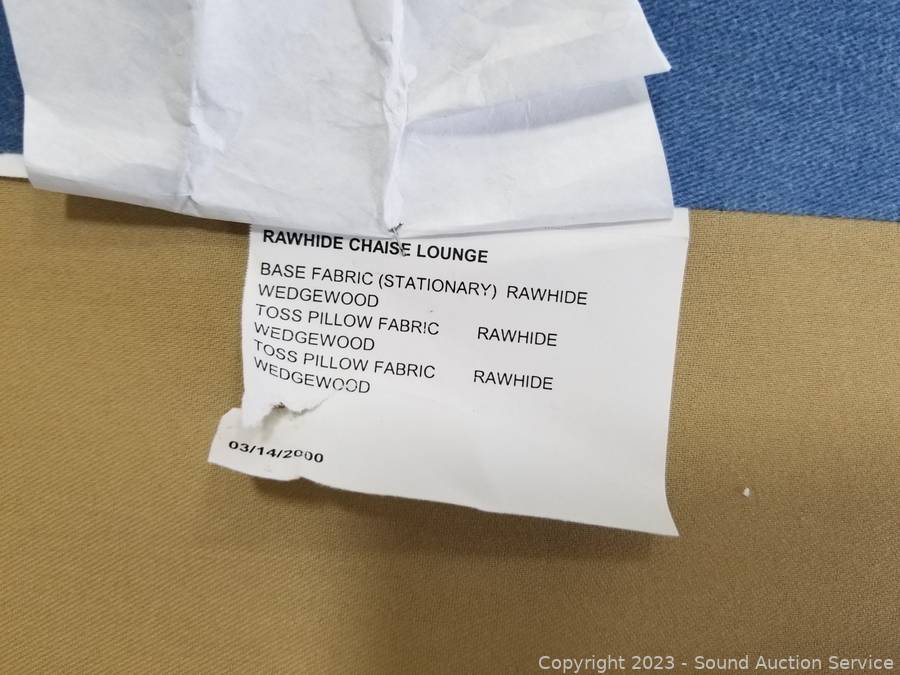 RAWHIDE CHAISE LOUNGE
BASE FABRIC (STATIONARY) RAWHIDE
WEDGEWOOD
TOSS PILLOW FABRIC RAWHIDE
WEDGEWOOD
TOSS PILLOW FABRIC RAWHIDE
WEDGEWOOD
03/14/2000
Copyright 2023 - Sound Auction Service